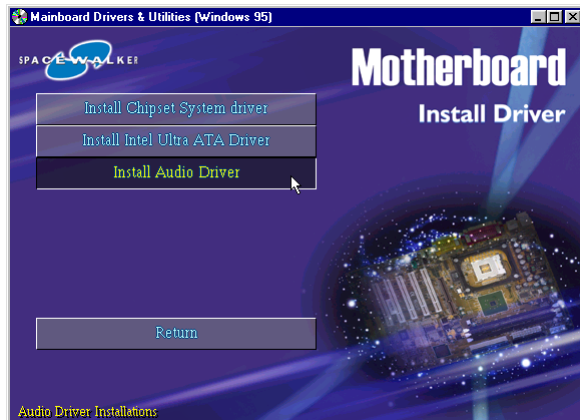 Mainboard Drivers & Utilities (Windows 95)
SPACEWALKER
Motherboard
Install Driver
Install Chipset System driver
Install Intel Ultra ATA Driver
Install Audio Driver
Return
Audio Driver Installations